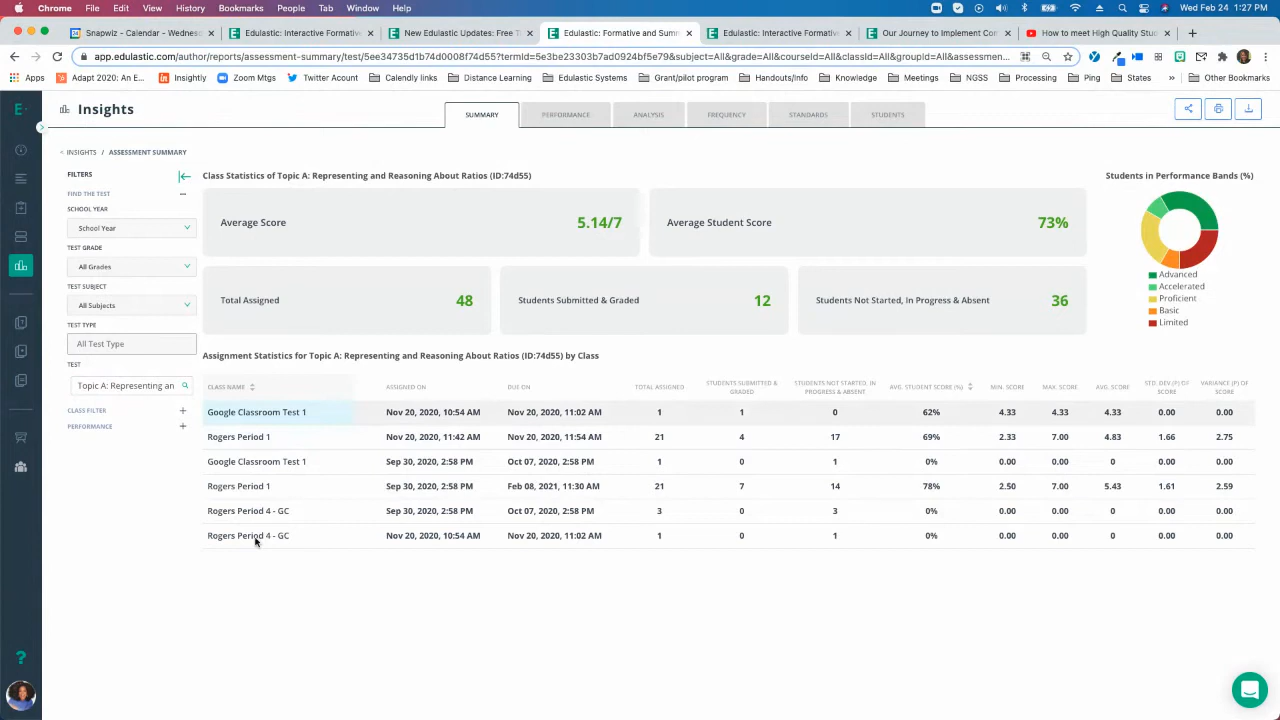 Chrome File Edit View History Bookmarks People Tab Window Help
Wed Jan 20 1:27 PM
Snapwiz - Calendar - Wednes
Edulastic: Interactive Formativ
New Edulastic Updates: Free T
Edulastic: Formative and Sum
Edulastic: Interactive Formativ
Our Journey to Implement Co
How to meet High Quality Stu
app.edulastic.com/author/reports/assessment-summary/test/5ee34735d1b74d0008f74d55?termId=5e3be23303b7ad0924bf5e79&subject=All&grade=All&courseId=All&classId=All&groupId=All&assessmen...
Apps Adapt 2020: An E... Insightly Zoom Mtgs Twitter Acount Calendly links Distance Learning Edulastic Systems Grant/pilot propo... Handouts/Info Knowledge Meetings NGSS Processing Ping States » Other Bookmarks
Insights
SUMMARY PERFORMANCE ANALYSIS FREQUENCY STANDARDS STUDENTS
< INSIGHTS / ASSESSMENT SUMMARY
FILTERS
FIND THE TEST
SCHOOL YEAR
School Year
TEST GRADE
All Grades
TEST SUBJECT
All Subjects
TEST TYPE
All Test Type
TEST
Topic A: Representing an
CLASS FILTER +
PERFORMANCE +
Class Statistics of Topic A: Representing and Reasoning About Ratios (ID:74d55)
Average Score 5.14/7
Average Student Score 73%
Total Assigned 48
Students Submitted & Graded 12
Students Not Started, In Progress & Absent 36
Students in Performance Bands (%)
Advanced
Accelerated
Proficient
Basic
Limited
Assignment Statistics for Topic A: Representing and Reasoning About Ratios (ID:74d55) by Class
CLASS NAME ASSIGNED ON DUE ON TOTAL ASSIGNED STUDENTS SUBMITTED & GRADED STUDENTS NOT STARTED, IN PROGRESS & ABSENT AVG. STUDENT SCORE (%) MIN. SCORE MAX. SCORE AVG. SCORE STD. DEV (P) OF SCORE VARIANCE (P) OF SCORE
Google Classroom Test 1 Nov 20, 2020, 10:54 AM Nov 20, 2020, 11:02 AM 1 1 0 62% 4.33 4.33 4.33 0.00 0.00
Rogers Period 1 Nov 20, 2020, 11:42 AM Nov 20, 2020, 11:54 AM 21 4 17 69% 2.33 7.00 4.83 1.66 2.75
Google Classroom Test 1 Sep 30, 2020, 2:58 PM Oct 07, 2020, 2:58 PM 1 0 1 0% 0.00 0.00 0 0.00 0.00
Rogers Period 1 Sep 30, 2020, 2:58 PM Feb 08, 2021, 11:30 AM 21 7 14 78% 2.50 7.00 5.43 1.61 2.59
Rogers Period 4 - GC Sep 30, 2020, 2:58 PM Oct 07, 2020, 2:58 PM 3 0 3 0% 0.00 0.00 0 0.00 0.00
Rogers Period 4 - GC Nov 20, 2020, 10:54 AM Nov 20, 2020, 11:02 AM 1 0 1 0% 0.00 0.00 0 0.00 0.00